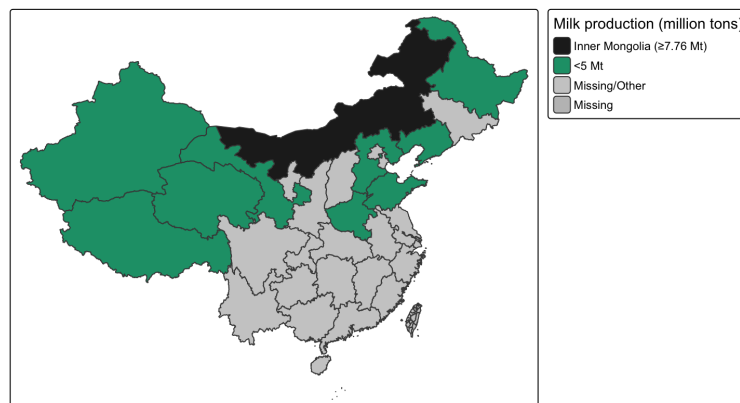 Milk production (million tons)
Inner Mongolia (≥7.76 Mt)
<5 Mt
Missing/Other
Missing